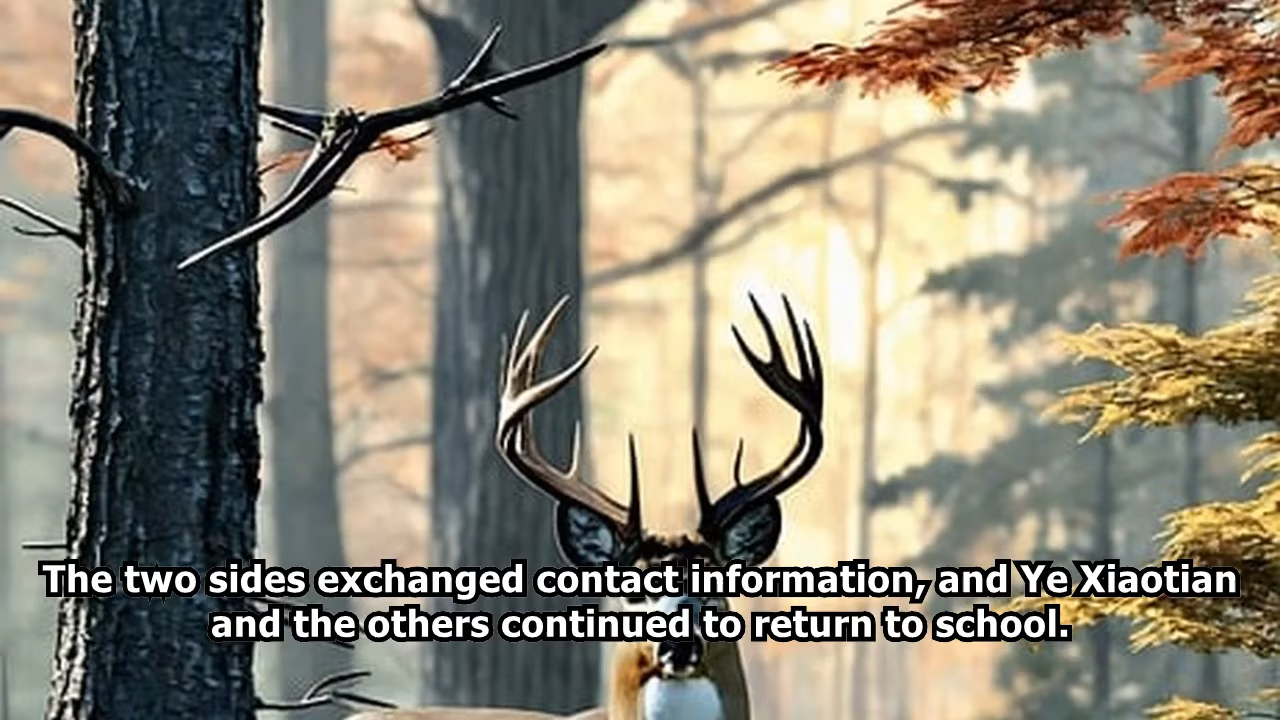 The two sides exchanged contact information, and Ye Xiaotian
and the others continued to return to school.